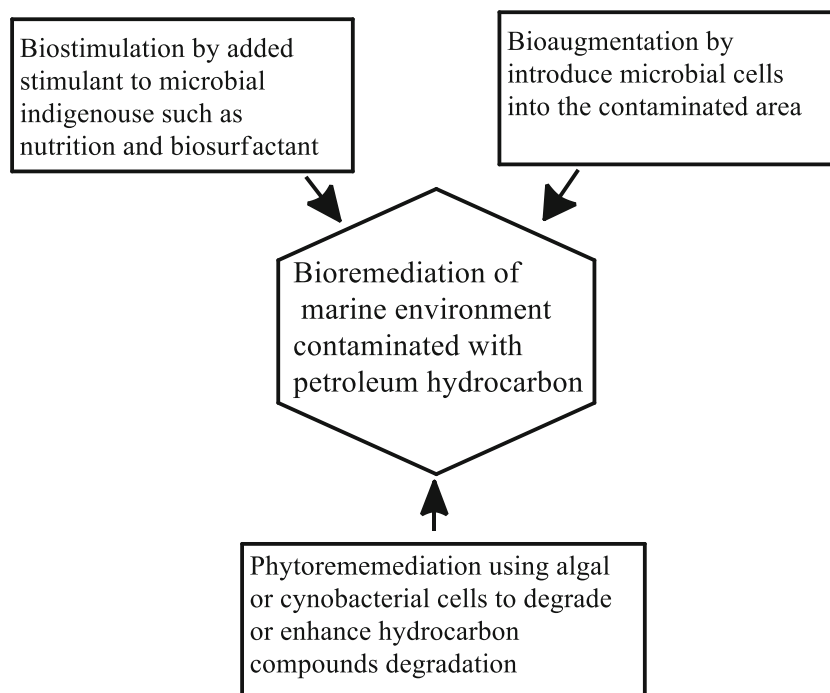 Biostimulation by added
stimulant to microbial
indigenouse such as
nutrition and biosurfactant
Bioaugmentation by
introduce microbial cells
into the contaminated area
Bioremediation of
marine environment
contaminated with
petroleum hydrocarbon
Phytorememediation using algal
or cynobacterial cells to degrade
or enhance hydrocarbon
compounds degradation